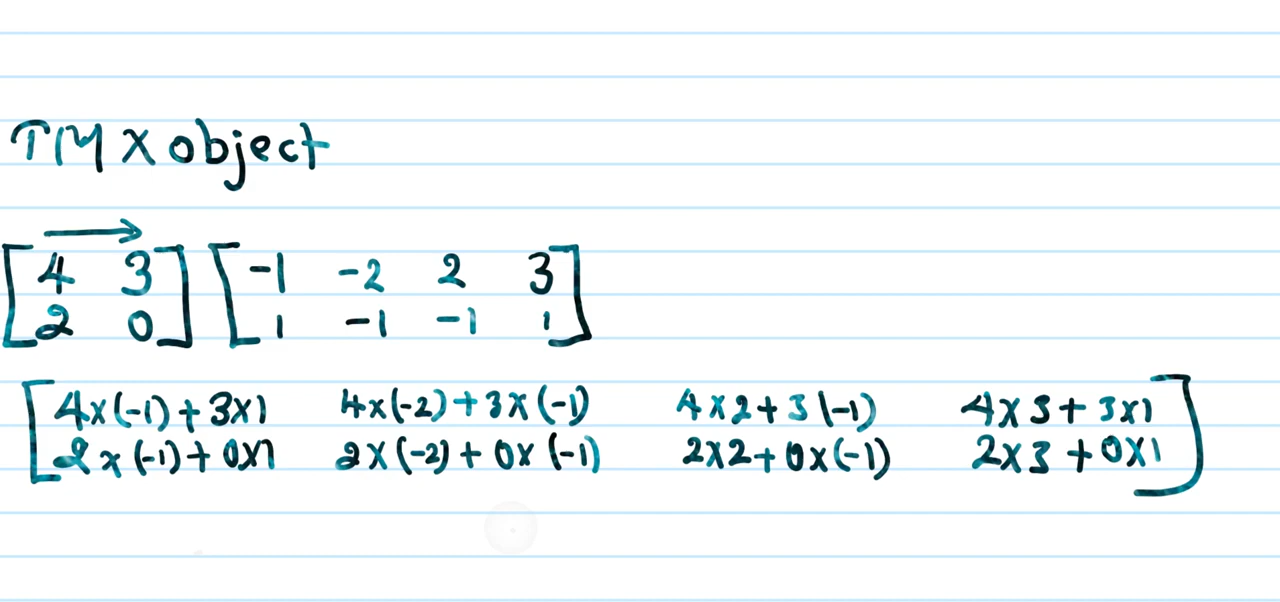 TM X object
[4 3] [-1 -2 2 3]
[2 0] [1 -1 -1 1]
[4x(-1)+3x1 4x(-2)+3x(-1) 4x2+3(-1) 4x3+3x1]
[2x(-1)+0x1 2x(-2)+0x(-1) 2x2+0x(-1) 2x3+0x1]